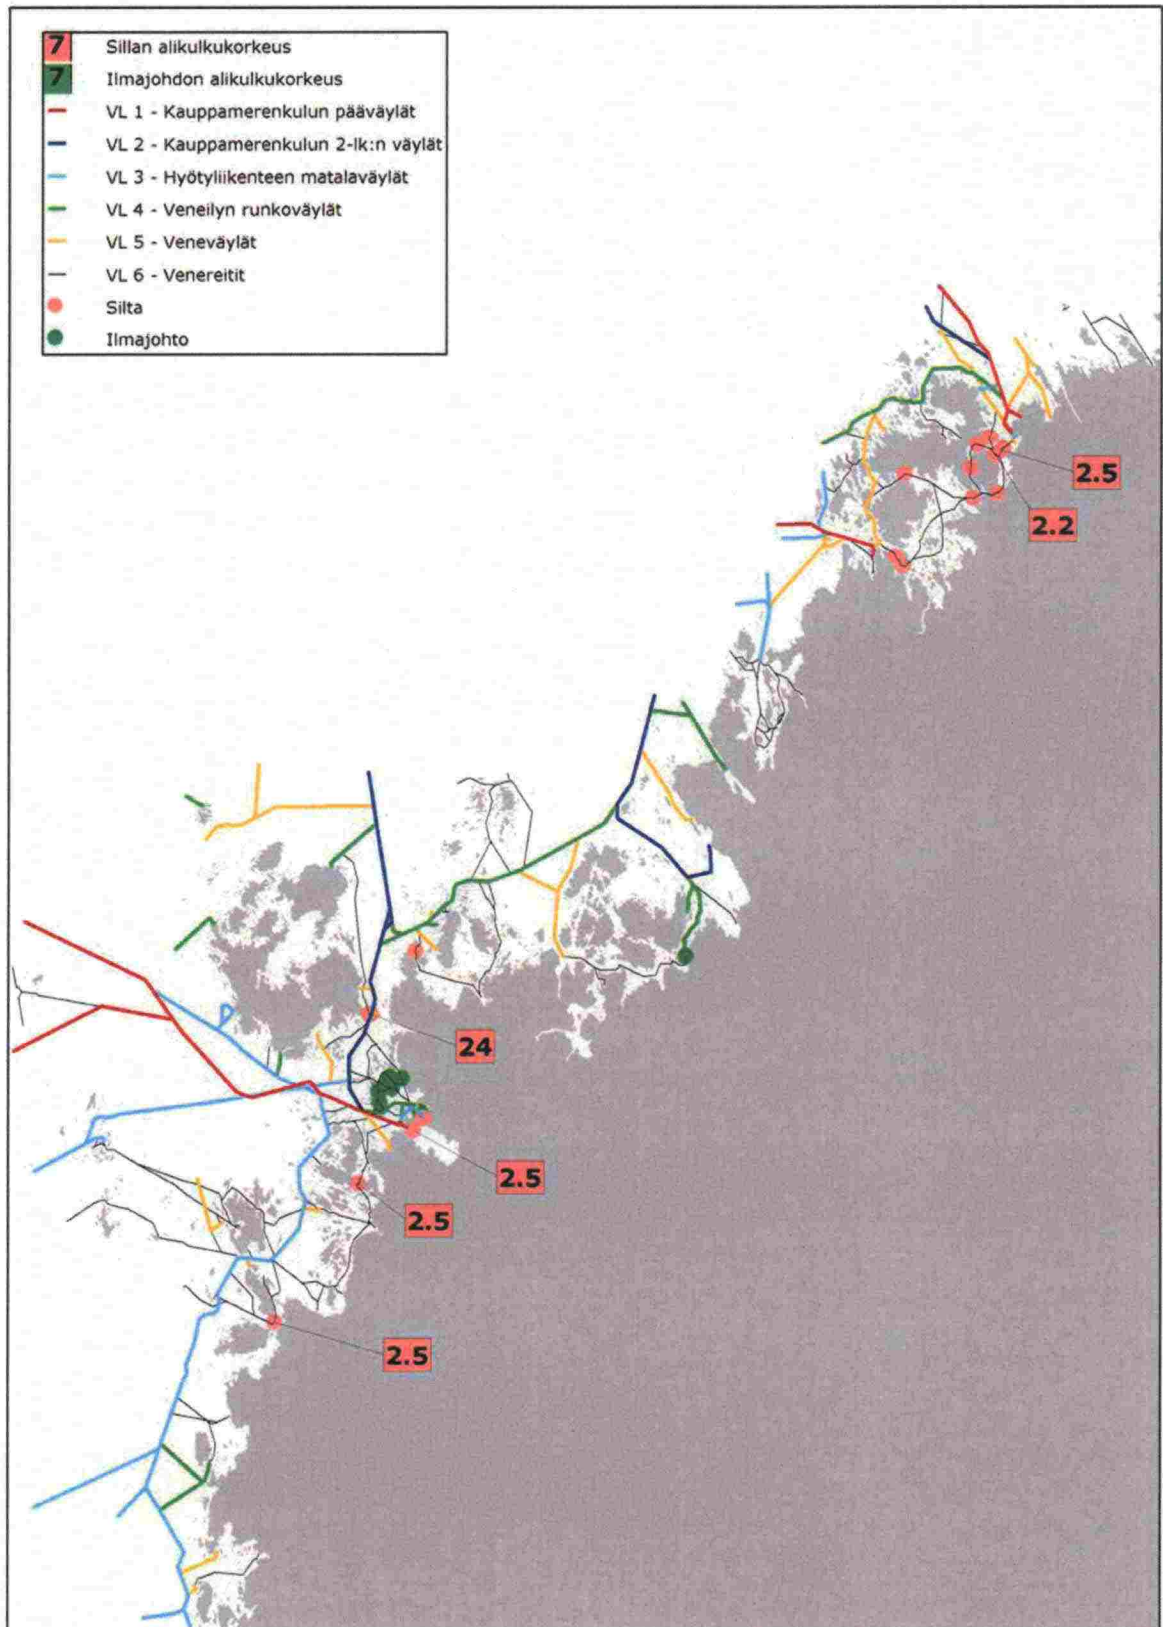 7 Sillan alikulkukorkeus
7 Ilmajohdon alikulkukorkeus
VL 1 - Kauppamerenkulun pääväylät
VL 2 - Kauppamerenkulun 2-lk:n väylät
VL 3 - Hyötyliikenteen matalaväylät
VL 4 - Veneilyn runkoväylät
VL 5 - Veneväylät
VL 6 - Venereitit
Silta
Ilmajohto
2.5
2.2
24
2.5
2.5
2.5